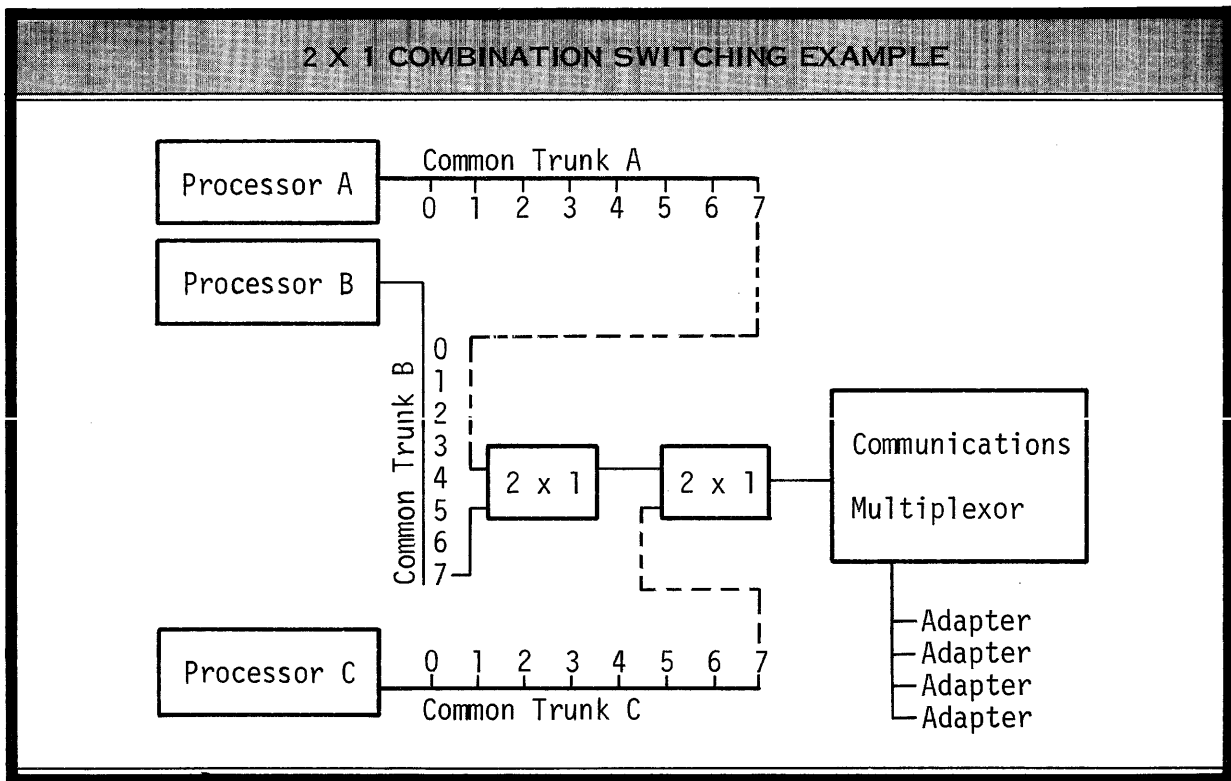 2 X 1 COMBINATION SWITCHING EXAMPLE
Processor A
Common Trunk A
0 1 2 3 4 5 6 7
Processor B
Common Trunk B
0
1
2
3
4
5
6
7
2 x 1
2 x 1
Communications
Multiplexor
Adapter
Adapter
Adapter
Adapter
Processor C
0 1 2 3 4 5 6 7
Common Trunk C